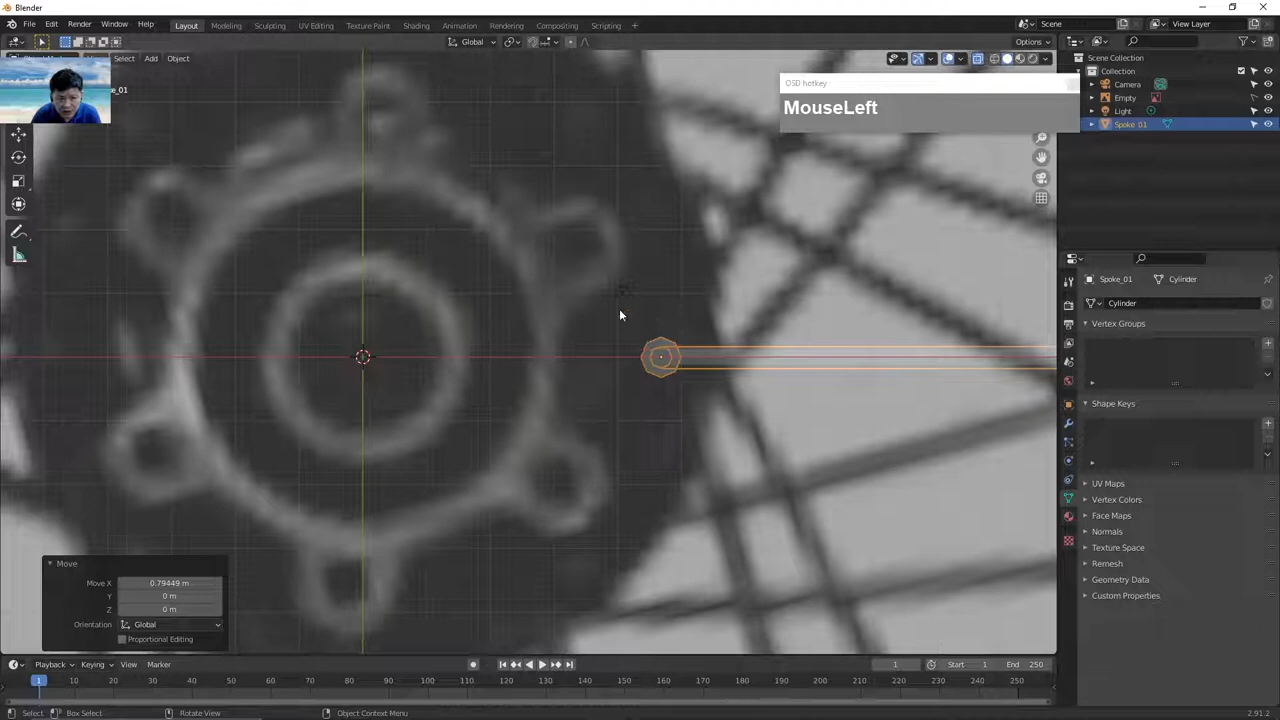 Blender
File Edit Render Window Help Layout Modeling Sculpting UV Editing Texture Paint Shading Animation Rendering Compositing Scripting + Scene View Layer
Global Options
Select Add Object
OSD hotkey
MouseLeft
Scene Collection
Collection
Camera
Empty
Light
Spoke_01
Spoke_01 Cylinder
Cylinder
Vertex Groups
Shape Keys
UV Maps
Vertex Colors
Face Maps
Normals
Texture Space
Remesh
Geometry Data
Custom Properties
Move
Move X 0.79449 m
Y 0 m
Z 0 m
Orientation Global
Proportional Editing
Playback Keying View Marker 1 Start 1 End 250
1 10 20 30 40 50 60 70 80 90 100 110 120 130 140 150 160 170 180 190 200 210 220 230 240 250
Select Box Select Rotate View Object Context Menu 2.91.2